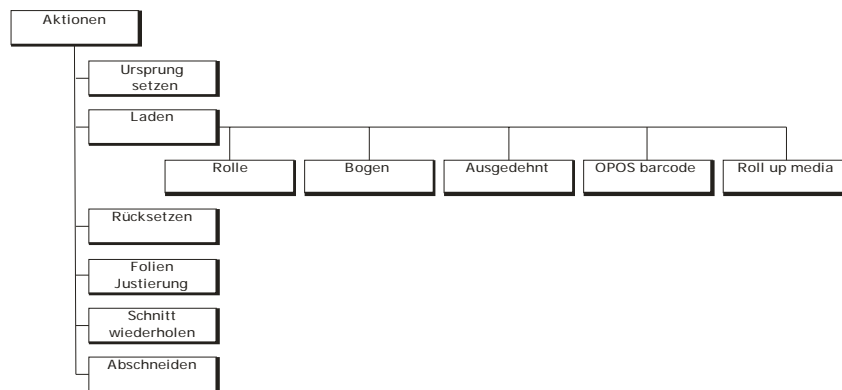 Aktionen
Ursprung
setzen
Laden
Rolle
Bogen
Ausgedehnt
OPOS barcode
Roll up media
Rücksetzen
Folien
Justierung
Schnitt
wiederholen
Abschneiden